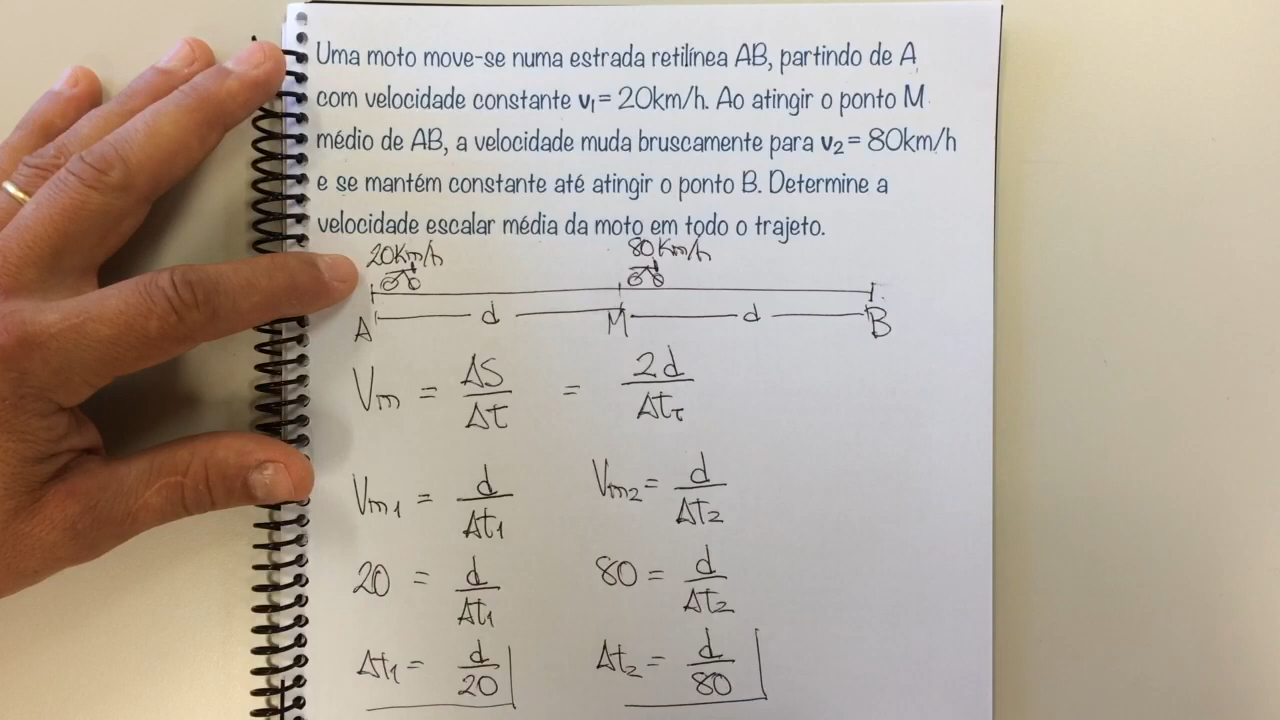 Uma moto move-se numa estrada retilínea AB, partindo de A
com velocidade constante v₁ = 20km/h. Ao atingir o ponto M
médio de AB, a velocidade muda bruscamente para v₂ = 80km/h
e se mantém constante até atingir o ponto B. Determine a
velocidade escalar média da moto em todo o trajeto.
20Km/h 80Km/h
A d M d B
Vm = ΔS/Δt = 2d/Δtτ
Vm1 = d/Δt1 Vm2 = d/Δt2
20 = d/Δt1 80 = d/Δt2
Δt1 = d/20 Δt2 = d/80